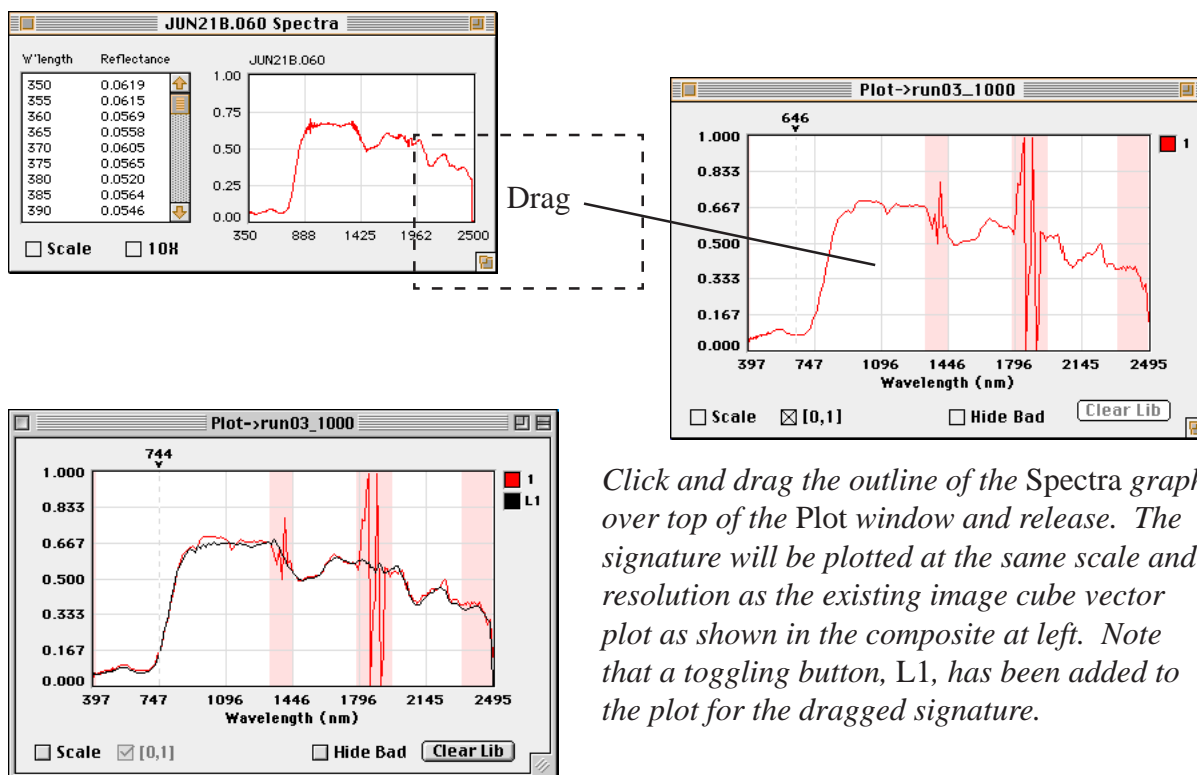 JUN21B.060 Spectra
W'length Reflectance
350 0.0619
355 0.0615
360 0.0569
365 0.0558
370 0.0605
375 0.0565
380 0.0520
385 0.0564
390 0.0546
Scale 10X
JUN21B.060
1.00
0.75
0.50
0.25
0.00
350 888 1425 1962 2500
Drag
Plot->run03_1000
646
1.000
0.833
0.667
0.500
0.333
0.167
0.000
397 747 1096 1446 1796 2145 2495
Wavelength (nm)
Scale [0,1] Hide Bad Clear Lib
1
Plot->run03_1000
744
1.000
0.833
0.667
0.500
0.333
0.167
0.000
397 747 1096 1446 1796 2145 2495
Wavelength (nm)
Scale [0,1] Hide Bad Clear Lib
1
L1
Click and drag the outline of the Spectra graph
over top of the Plot window and release. The
signature will be plotted at the same scale and
resolution as the existing image cube vector
plot as shown in the composite at left. Note
that a toggling button, L1, has been added to
the plot for the dragged signature.